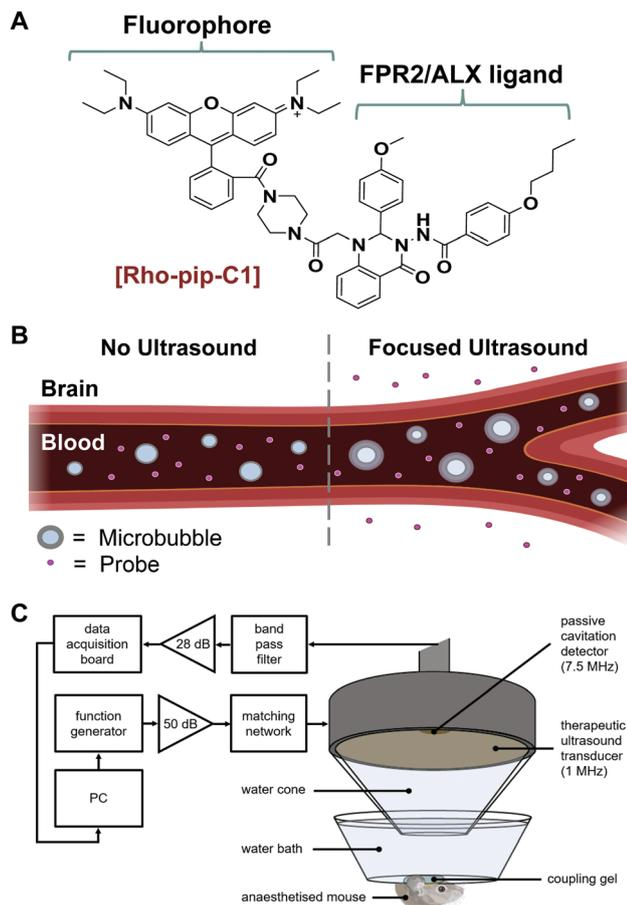 A
Fluorophore
FPR2/ALX ligand
N
O
N
+
O
N
N
O
O
N
N
O
H
N
O
O
[Rho-pip-C1]
B
No Ultrasound
Focused Ultrasound
Brain
Blood
= Microbubble
= Probe
C
data
acquisition
board
28 dB
band
pass
filter
passive
cavitation
detector
(7.5 MHz)
function
generator
50 dB
matching
network
therapeutic
ultrasound
transducer
(1 MHz)
PC
water cone
water bath
coupling gel
anaesthetised mouse